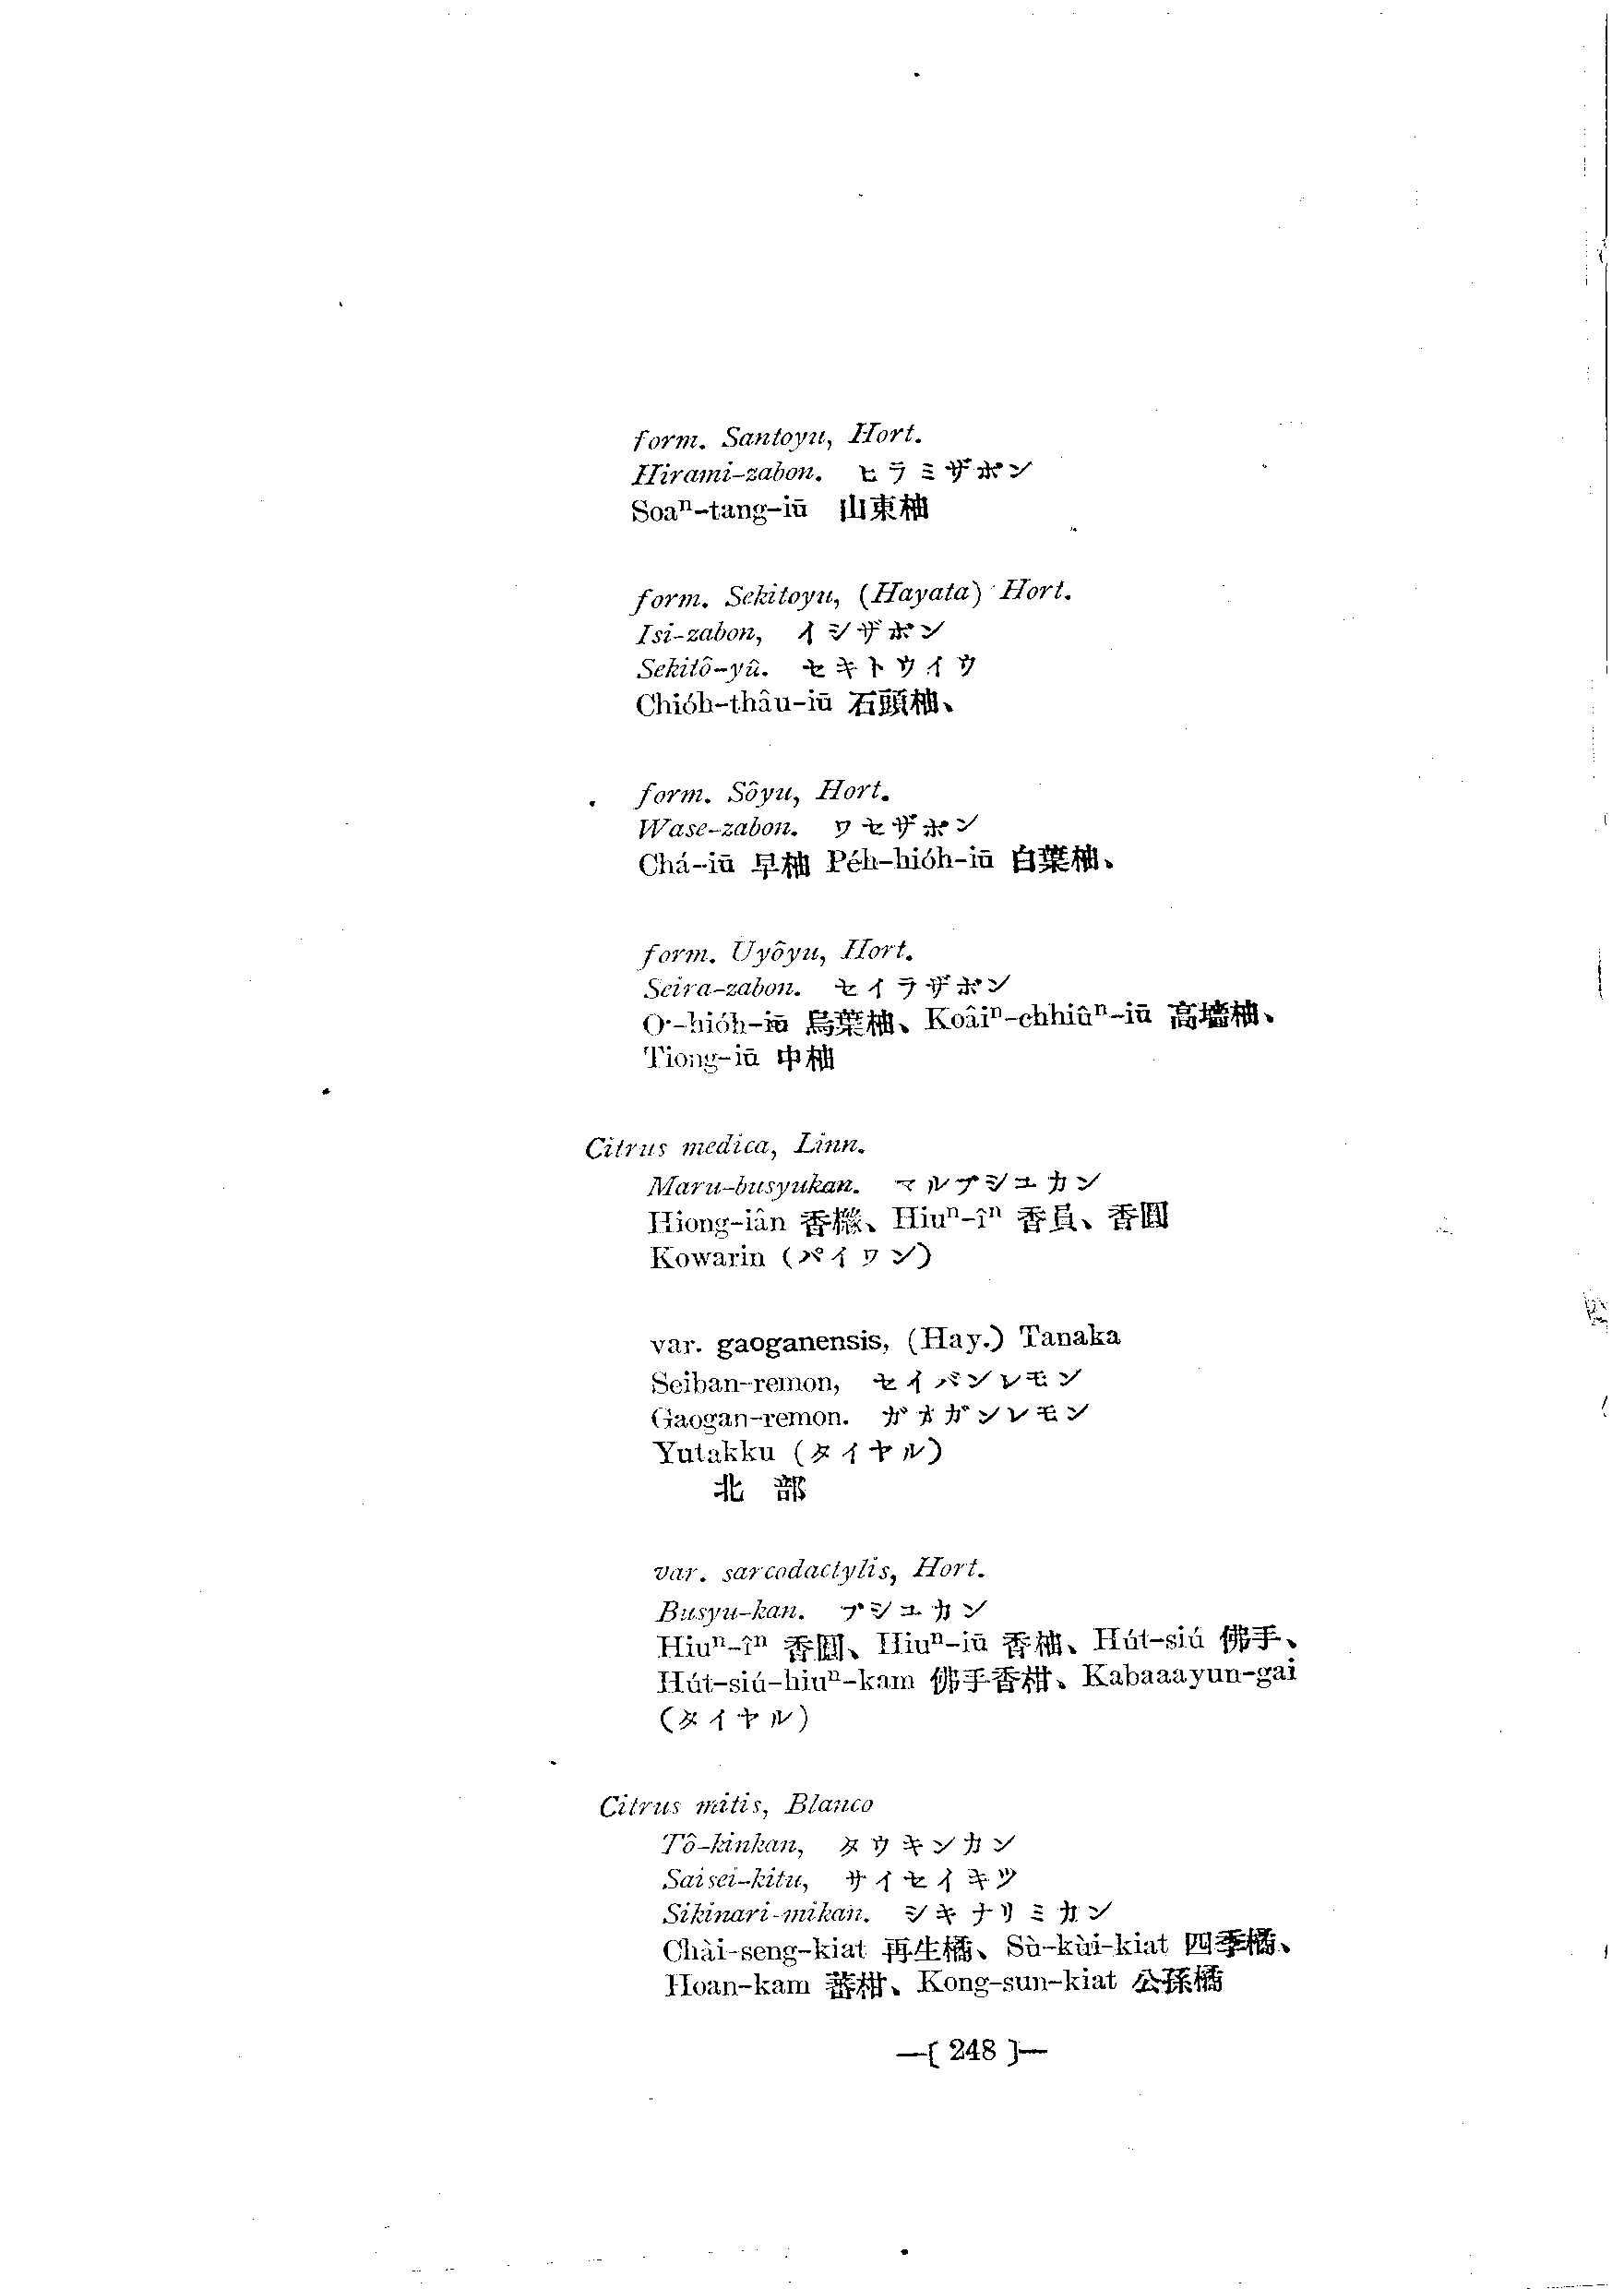 form. Santoyu, Hort.
Hirami-zabon. ヒラミザボン
Soaⁿ-tang-iū 山東柚
form. Sekitoyu, (Hayata) Hort.
Isi-zabon, イシザボン
Sekitô-yû. セキトウイウ
Chióh-thâu-iū 石頭柚、
form. Sôyu, Hort.
Wase-zabon. ワセザボン
Chá-iū 早柚 Péh-hióh-iū 白葉柚、
form. Uyôyu, Hort.
Seira-zabon. セイラザボン
O·-hióh-iū 烏葉柚、Koâiⁿ-chhiûⁿ-iū 高墻柚、
Tiong-iū 中柚
Citrus medica, Linn.
Maru-busyukan. マルブシユカン
Hiong-iân 香櫞、Hiuⁿ-îⁿ 香員、香圓
Kowarin (パイワン)
var. gaoganensis, (Hay.) Tanaka
Seiban-remon, セイバンレモン
Gaogan-remon. ガオガンレモン
Yutakku (タイヤル)
北 部
var. sarcodactylis, Hort.
Busyu-kan. ブシユカン
Hiuⁿ-îⁿ 香圓、Hiuⁿ-iū 香柚、Hút-siú 佛手、
Hút-siú-hiuⁿ-kam 佛手香柑、Kabaaayun-gai
(タイヤル)
Citrus mitis, Blanco
Tô-kinkan, タウキンカン
Saisei-kitu, サイセイキツ
Sikinari-mikan. シキナリミカン
Chài-seng-kiat 再生橘、Sù-kùi-kiat 四季橘、
Hoan-kam 蕃柑、Kong-sun-kiat 公孫橘
—( 248 )—